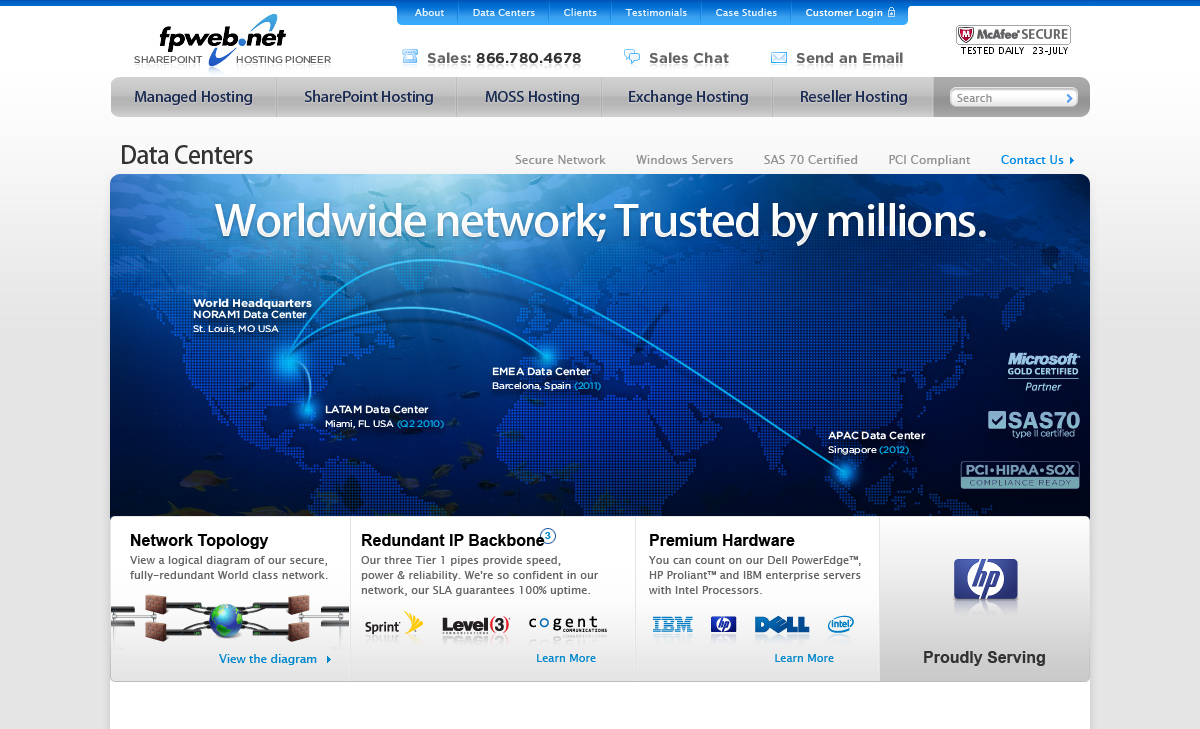 About
Data Centers
Clients
Testimonials
Case Studies
Customer Login
fpweb.net
SHAREPOINT HOSTING PIONEER
Sales: 866.780.4678
Sales Chat
Send an Email
McAfee SECURE
TESTED DAILY 23-JULY
Managed Hosting
SharePoint Hosting
MOSS Hosting
Exchange Hosting
Reseller Hosting
Search
Data Centers
Secure Network
Windows Servers
SAS 70 Certified
PCI Compliant
Contact Us
Worldwide network; Trusted by millions.
World Headquarters
NORAM1 Data Center
St. Louis, MO USA
EMEA Data Center
Barcelona, Spain (2011)
LATAM Data Center
Miami, FL USA (Q2 2010)
APAC Data Center
Singapore (2012)
Microsoft
GOLD CERTIFIED
Partner
SAS70
type II certified
PCI•HIPAA•SOX
COMPLIANCE READY
Network Topology
View a logical diagram of our secure,
fully-redundant World class network.
View the diagram
Redundant IP Backbone 3
Our three Tier 1 pipes provide speed,
power & reliability. We're so confident in our
network, our SLA guarantees 100% uptime.
Sprint
Level(3)
COMMUNICATIONS
cogent
COMMUNICATIONS
Learn More
Premium Hardware
You can count on our Dell PowerEdge™,
HP Proliant™ and IBM enterprise servers
with Intel Processors.
IBM
hp
DELL
intel
Learn More
hp
Proudly Serving